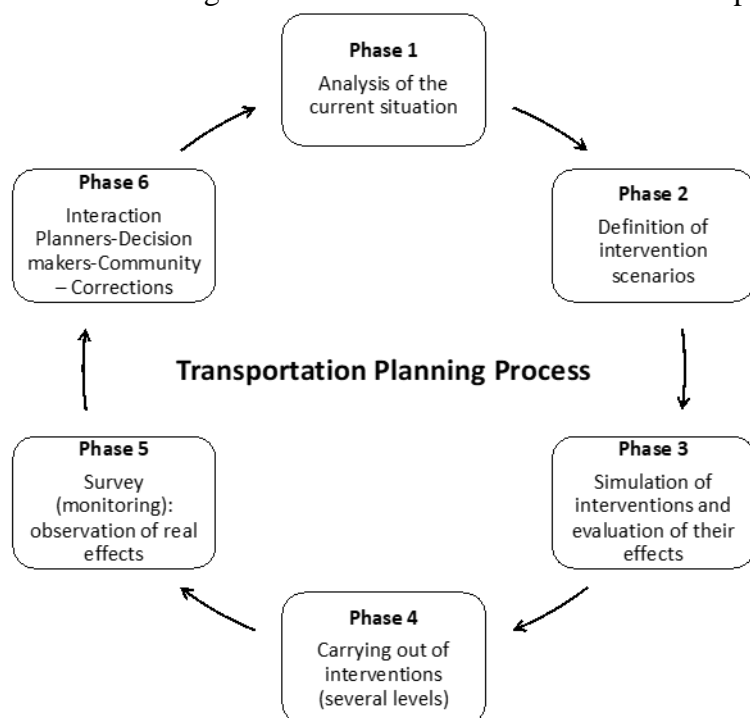 Phase 1
Analysis of the
current situation
Phase 2
Definition of
intervention
scenarios
Phase 3
Simulation of
interventions and
evaluation of their
effects
Phase 4
Carrying out of
interventions
(several levels)
Phase 5
Survey
(monitoring):
observation of real
effects
Phase 6
Interaction
Planners-Decision
makers-Community
– Corrections
Transportation Planning Process